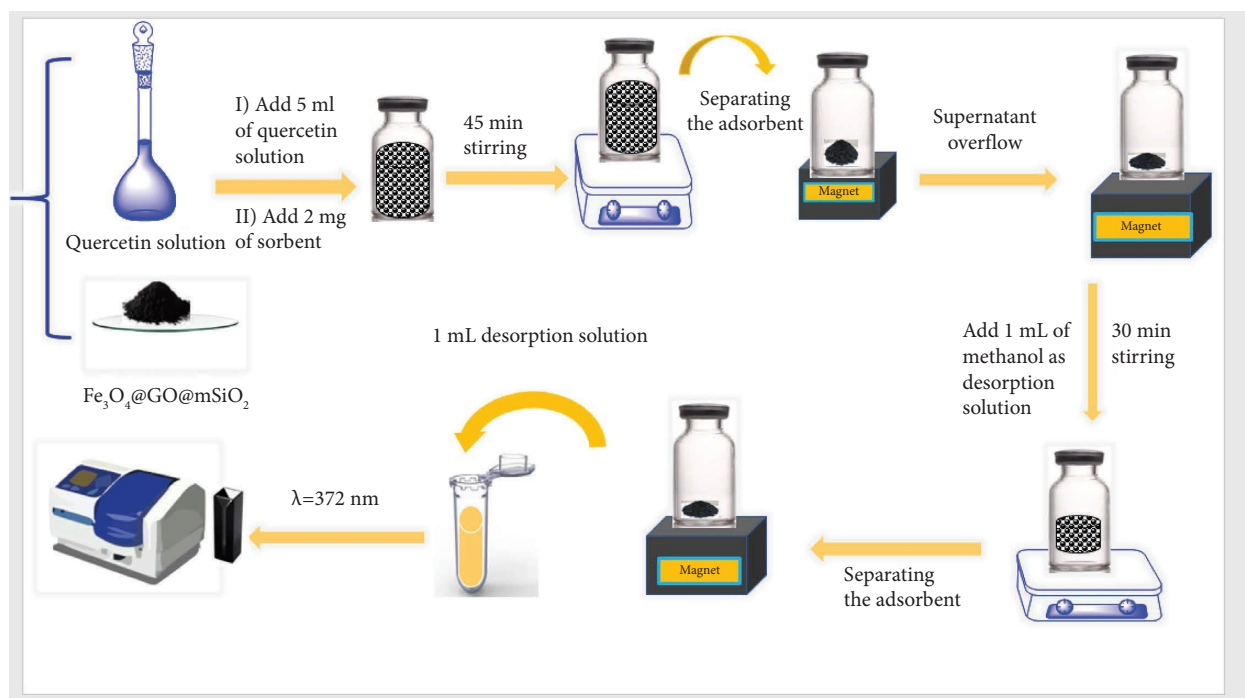 I) Add 5 ml
of quercetin
solution
II) Add 2 mg
of sorbent
Quercetin solution
Fe₃O₄@GO@mSiO₂
45 min
stirring
Separating
the adsorbent
Magnet
Supernatant
overflow
Magnet
Add 1 mL of
methanol as
desorption
solution
30 min
stirring
Separating
the adsorbent
Magnet
1 mL desorption solution
λ=372 nm